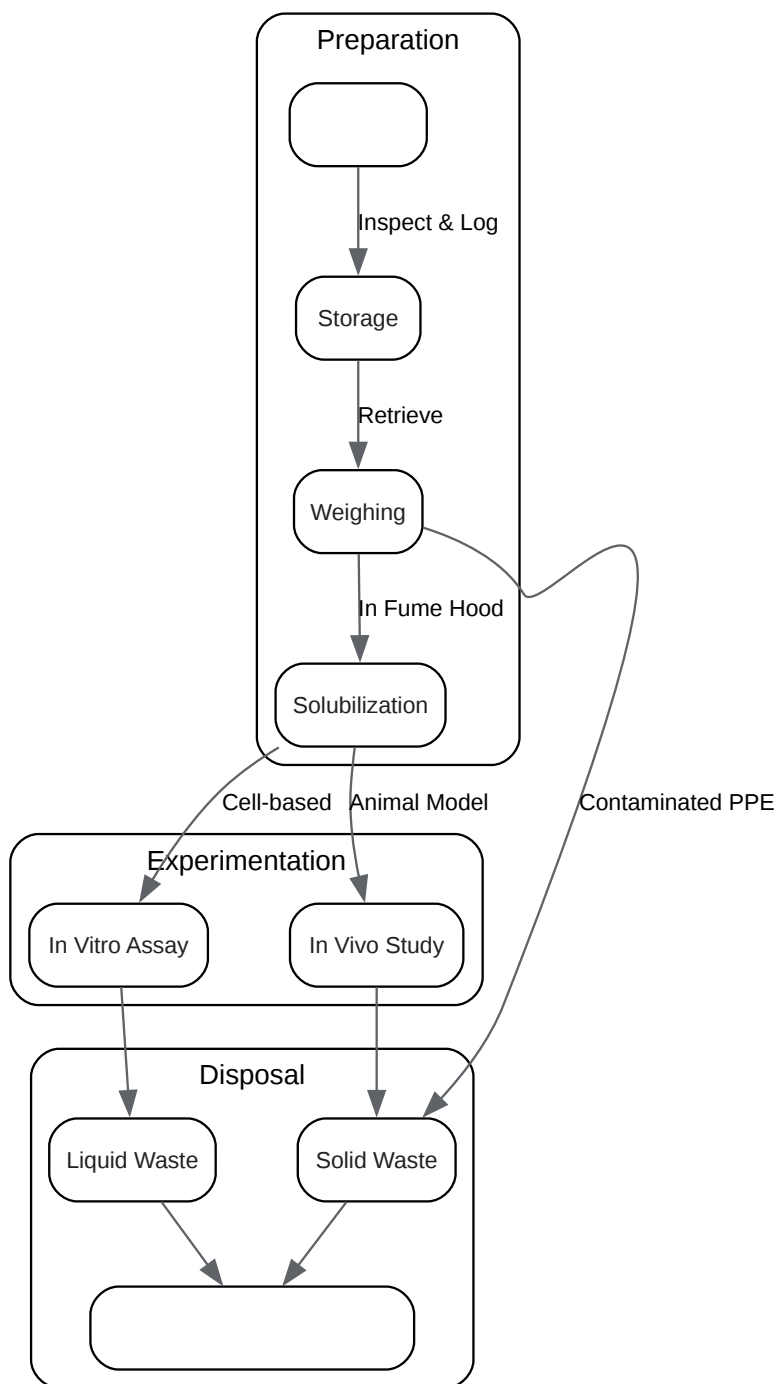 Preparation
Inspect & Log
Storage
Retrieve
Weighing
In Fume Hood
Solubilization
Cell-based
Animal Model
Contaminated PPE
Experimentation
In Vitro Assay
In Vivo Study
Disposal
Liquid Waste
Solid Waste